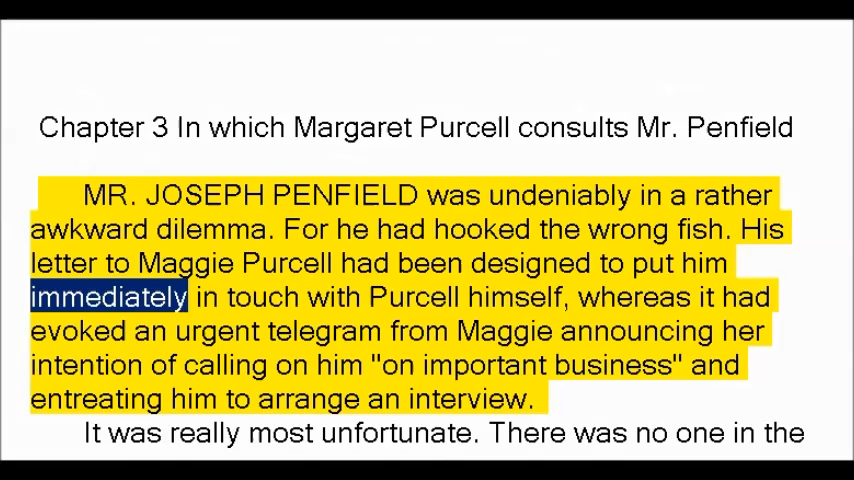 Chapter 3 In which Margaret Purcell consults Mr. Penfield
MR. JOSEPH PENFIELD was undeniably in a rather
awkward dilemma. For he had hooked the wrong fish. His
letter to Maggie Purcell had been designed to put him
immediately in touch with Purcell himself, whereas it had
evoked an urgent telegram from Maggie announcing her
intention of calling on him "on important business" and
entreating him to arrange an interview.
It was really most unfortunate. There was no one in the